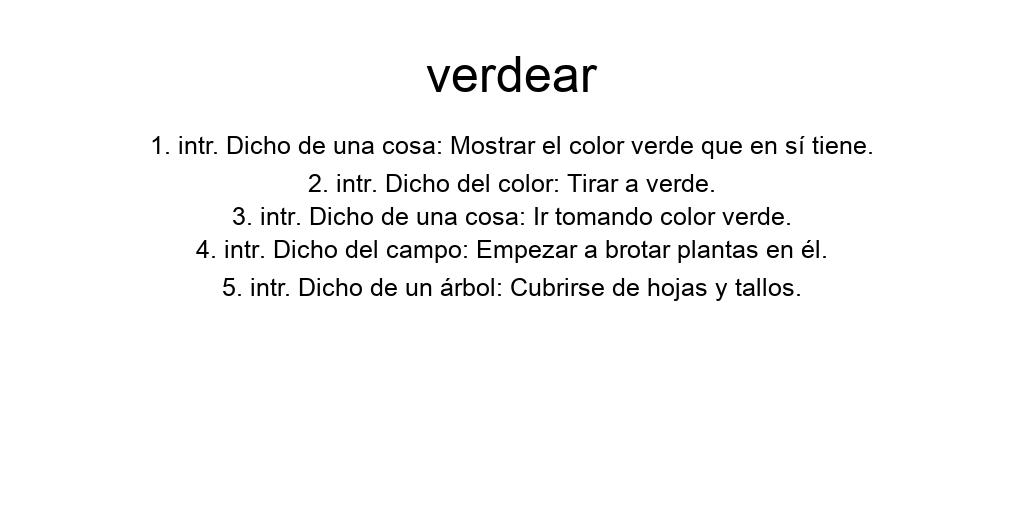 verdear
1. intr. Dicho de una cosa: Mostrar el color verde que en sí tiene.
2. intr. Dicho del color: Tirar a verde.
3. intr. Dicho de una cosa: Ir tomando color verde.
4. intr. Dicho del campo: Empezar a brotar plantas en él.
5. intr. Dicho de un árbol: Cubrirse de hojas y tallos.